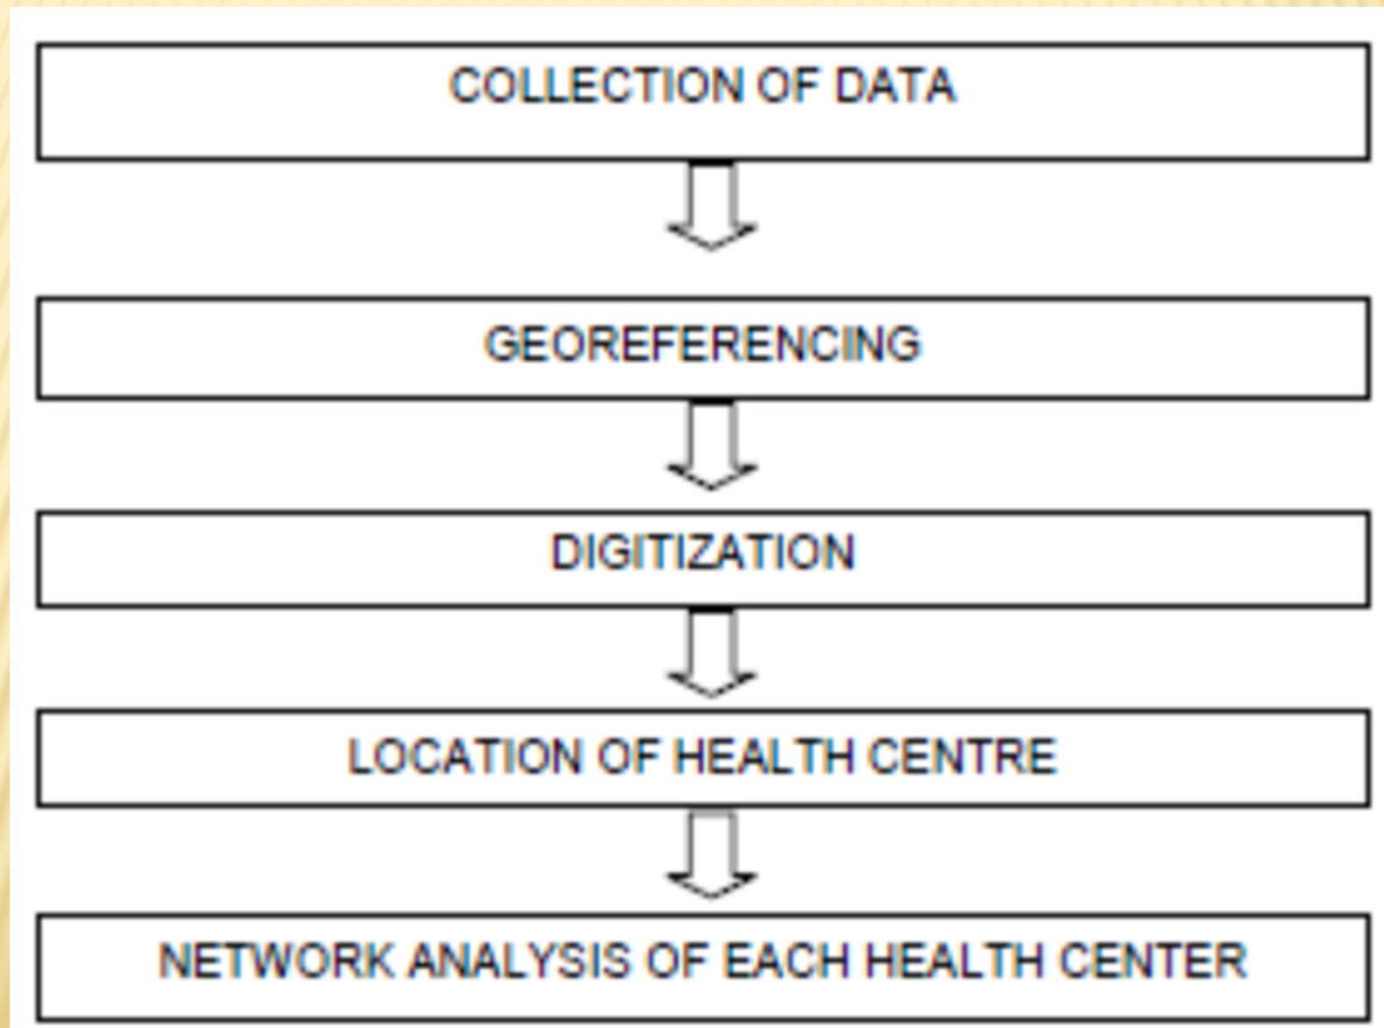 COLLECTION OF DATA
GEOREFERENCING
DIGITIZATION
LOCATION OF HEALTH CENTRE
NETWORK ANALYSIS OF EACH HEALTH CENTER